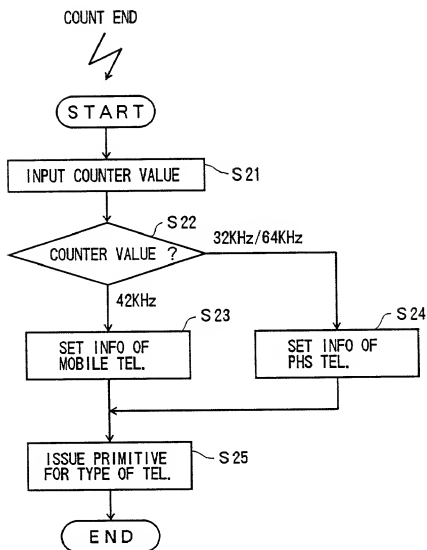 COUNT END
START
INPUT COUNTER VALUE
S21
S22
COUNTER VALUE ?
32KHz/64KHz
42KHz
S23
SET INFO OF
MOBILE TEL.
S24
SET INFO OF
PHS TEL.
ISSUE PRIMITIVE
FOR TYPE OF TEL.
S25
END